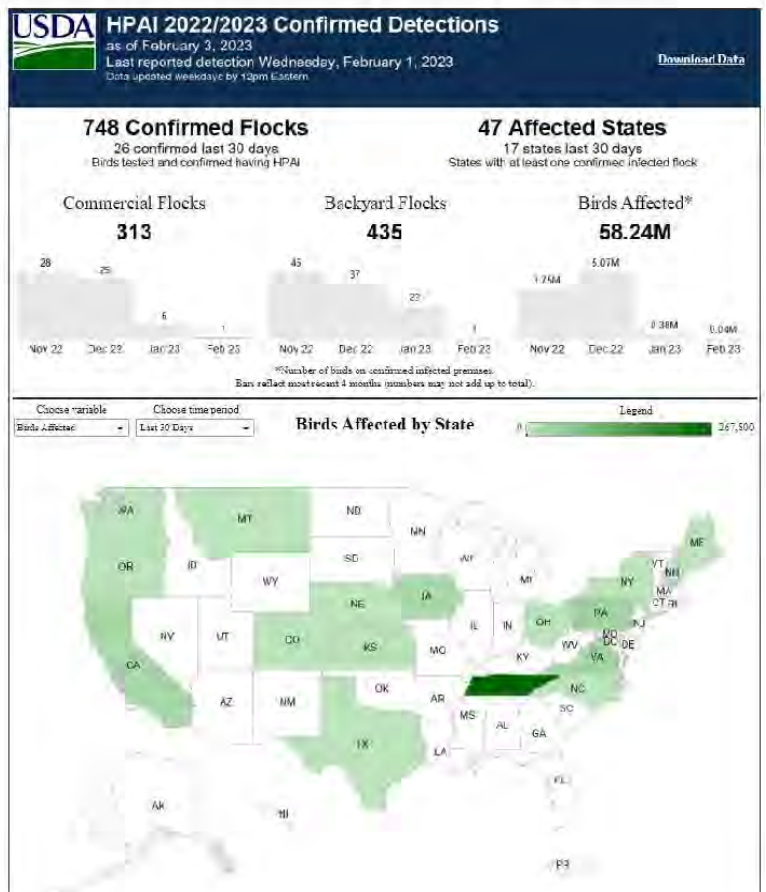 USDA
HPAI 2022/2023 Confirmed Detections
as of February 3, 2023
Last reported detection Wednesday, February 1, 2023
Data updated weekdays by 12pm Eastern
Download Data
748 Confirmed Flocks
26 confirmed last 30 days
Birds tested and confirmed having HPAI
47 Affected States
17 states last 30 days
States with at least one confirmed infected flock
Commercial Flocks
313
28
25
6
1
Nov 22 Dec 22 Jan 23 Feb 23
Backyard Flocks
435
37
1
Nov 22 Dec 22 Jan 23 Feb 23
Birds Affected*
58.24M
5.07M
0.38M
0.04M
Nov 22 Dec 22 Jan 23 Feb 23
*Number of birds on confirmed infected premises.
Bars reflect most recent 4 months (numbers may not add up to total).
Choose variable
Birds Affected
Choose time period
Last 30 Days
Birds Affected by State
Legend
0
WA
MT
ND
MN
ME
OR
ID
SD
WI
VT
NH
WY
MI
NY
MA
CT RI
NE
IA
PA
NJ
NV
UT
CO
IL
IN
OH
MD
DE
DC
CA
KS
MO
WV
VA
KY
AZ
NM
OK
AR
NC
SC
MS
AL
GA
TX
LA
FL
AK
HI
PR